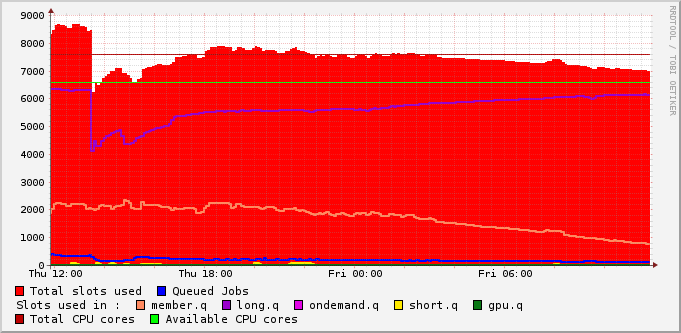 9000
8000
7000
6000
5000
4000
3000
2000
1000
0
Thu 12:00 Thu 18:00 Fri 00:00 Fri 06:00
RRDTOOL / TOBI OETIKER
Total slots used Queued Jobs
Slots used in : member.q long.q ondemand.q short.q gpu.q
Total CPU cores Available CPU cores